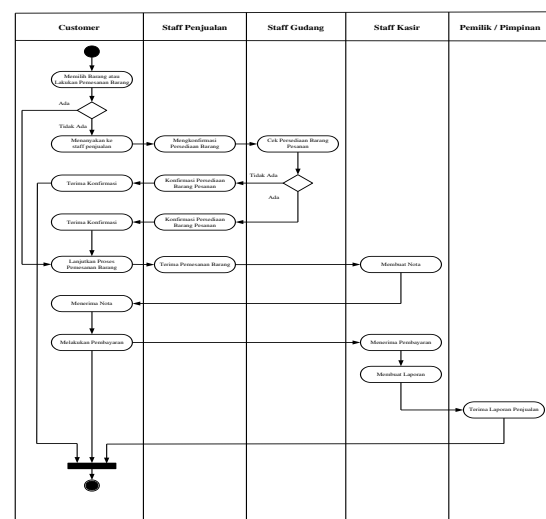 Customer
Staff Penjualan
Staff Gudang
Staff Kasir
Pemilik / Pimpinan
Memilih Barang atau
Lakukan Pemesanan Barang
Ada
Tidak Ada
Menanyakan ke
staff penjualan
Mengkonfirmasi
Persediaan Barang
Cek Persediaan Barang
Pesanan
Tidak Ada
Terima Konfirmasi
Konfirmasi Persediaan
Barang Pesanan
Ada
Terima Konfirmasi
Konfirmasi Persediaan
Barang Pesanan
Lanjutkan Proses
Pemesanan Barang
Terima Pemesanan Barang
Membuat Nota
Menerima Nota
Melakukan Pembayaran
Menerima Pembayaran
Membuat Laporan
Terima Laporan Penjualan